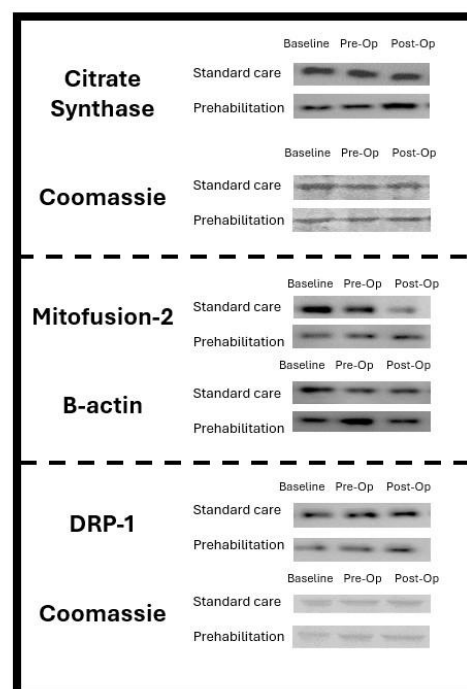 Baseline Pre-Op Post-Op
Citrate
Synthase
Standard care
Prehabilitation
Baseline Pre-Op Post-Op
Coomassie
Standard care
Prehabilitation
Baseline Pre-Op Post-Op
Mitofusion-2
Standard care
Prehabilitation
Baseline Pre-Op Post-Op
B-actin
Standard care
Prehabilitation
Baseline Pre-Op Post-Op
DRP-1
Standard care
Prehabilitation
Baseline Pre-Op Post-Op
Coomassie
Standard care
Prehabilitation